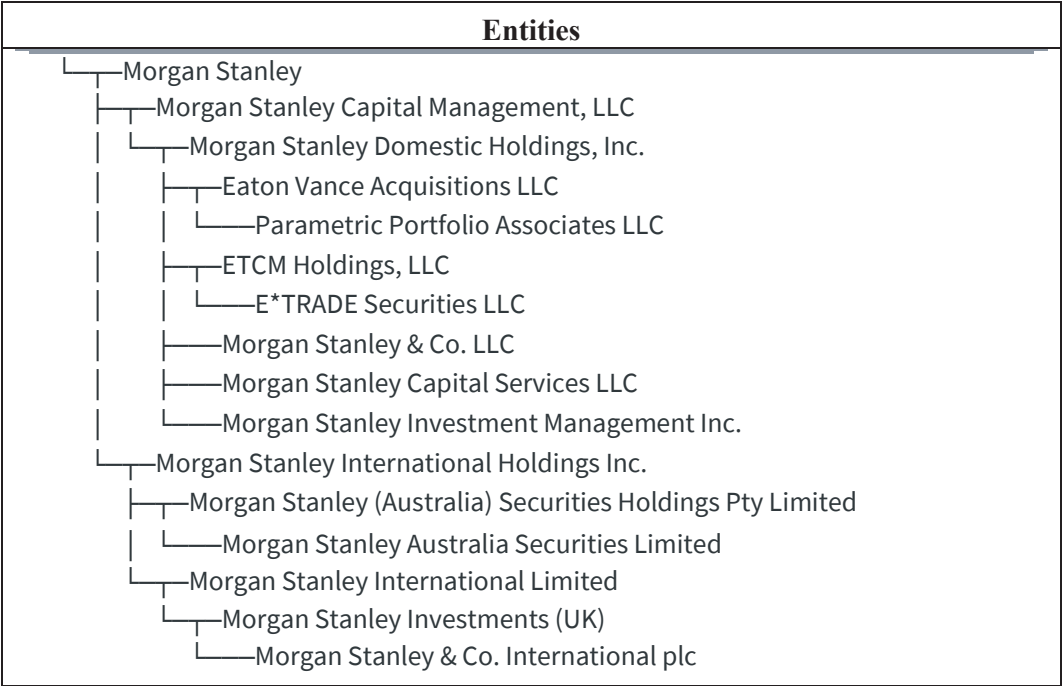 Entities
Morgan Stanley
Morgan Stanley Capital Management, LLC
Morgan Stanley Domestic Holdings, Inc.
Eaton Vance Acquisitions LLC
Parametric Portfolio Associates LLC
ETCM Holdings, LLC
E*TRADE Securities LLC
Morgan Stanley & Co. LLC
Morgan Stanley Capital Services LLC
Morgan Stanley Investment Management Inc.
Morgan Stanley International Holdings Inc.
Morgan Stanley (Australia) Securities Holdings Pty Limited
Morgan Stanley Australia Securities Limited
Morgan Stanley International Limited
Morgan Stanley Investments (UK)
Morgan Stanley & Co. International plc